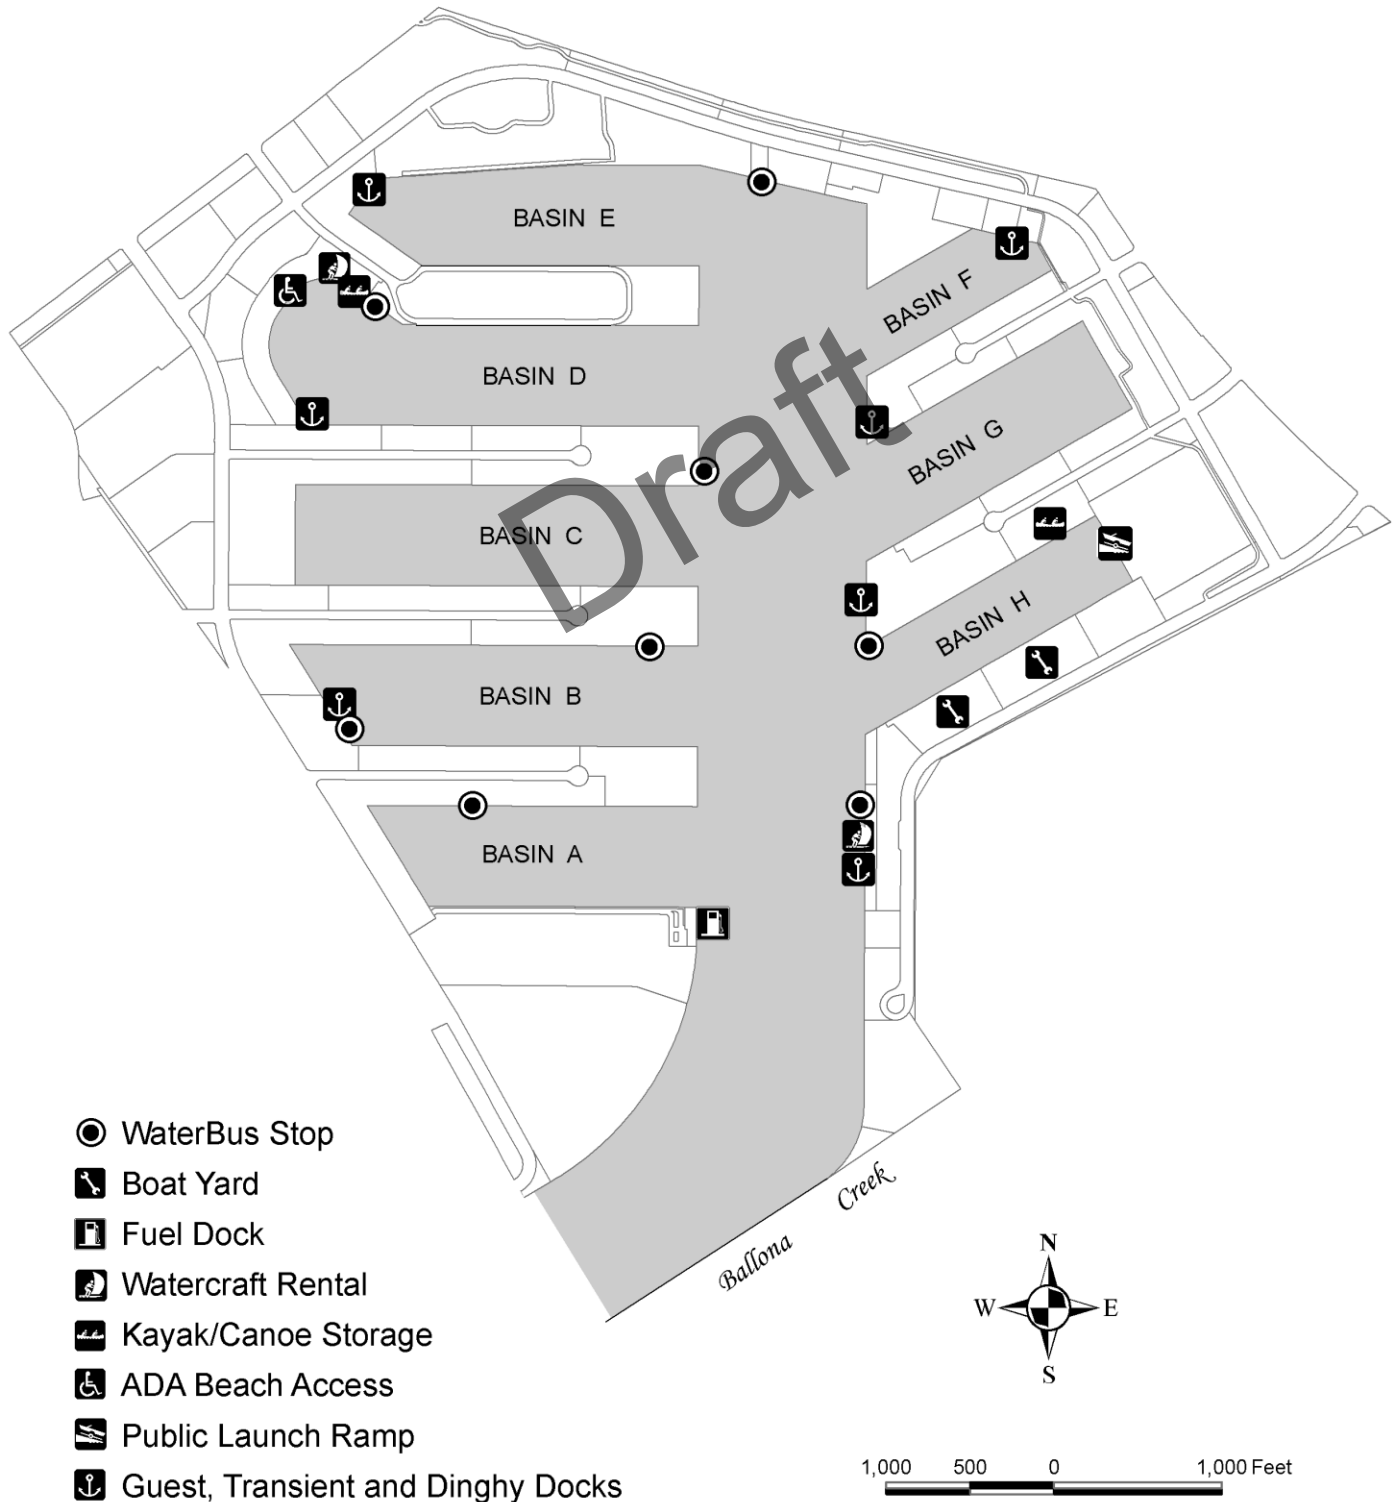 BASIN E
BASIN F
BASIN D
BASIN G
BASIN C
BASIN H
BASIN B
BASIN A
Draft
Ballona Creek
WaterBus Stop
Boat Yard
Fuel Dock
Watercraft Rental
Kayak/Canoe Storage
ADA Beach Access
Public Launch Ramp
Guest, Transient and Dinghy Docks
N
W E
S
1,000 500 0 1,000 Feet